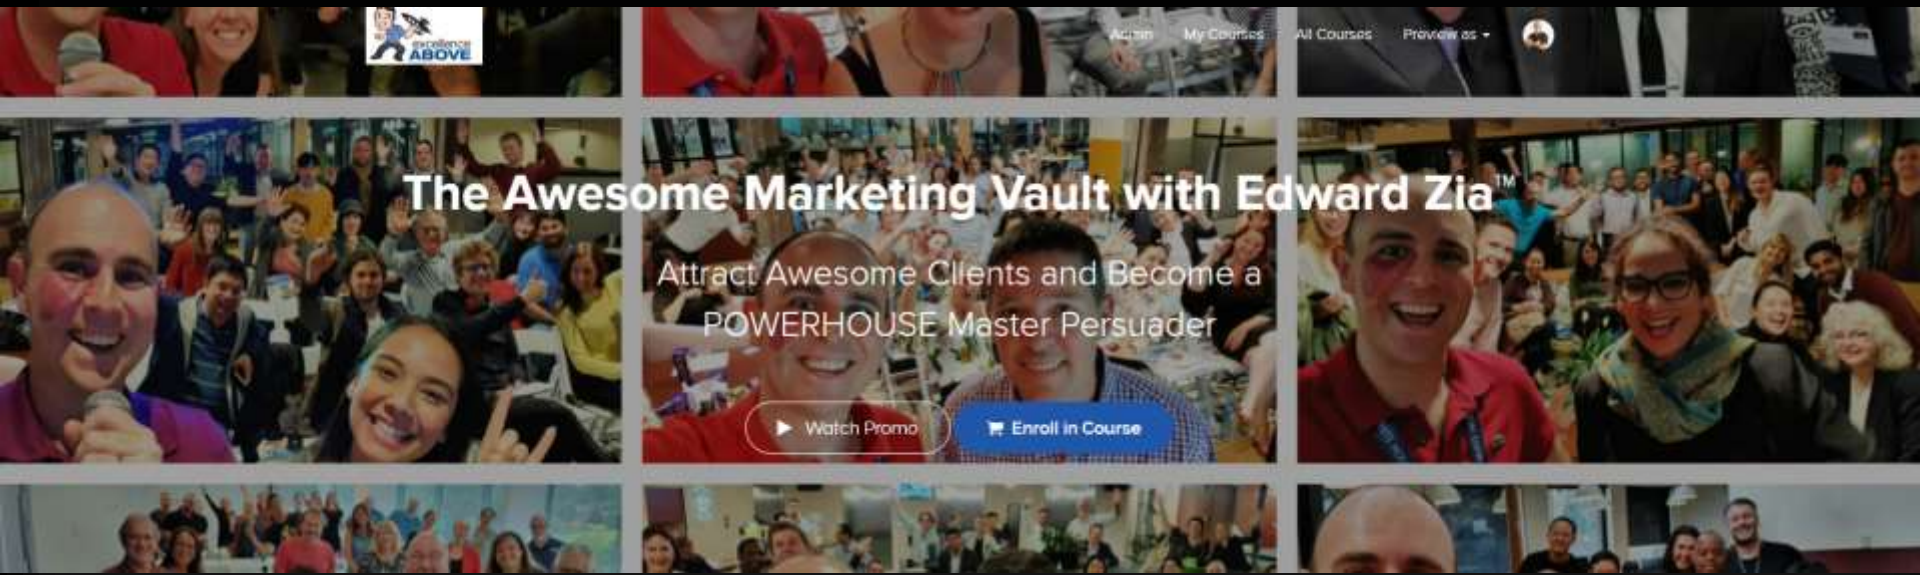 excellence
ABOVE
Admin My Courses All Courses Preview as
The Awesome Marketing Vault with Edward Zia™
Attract Awesome Clients and Become a
POWERHOUSE Master Persuader
Watch Promo Enroll in Course